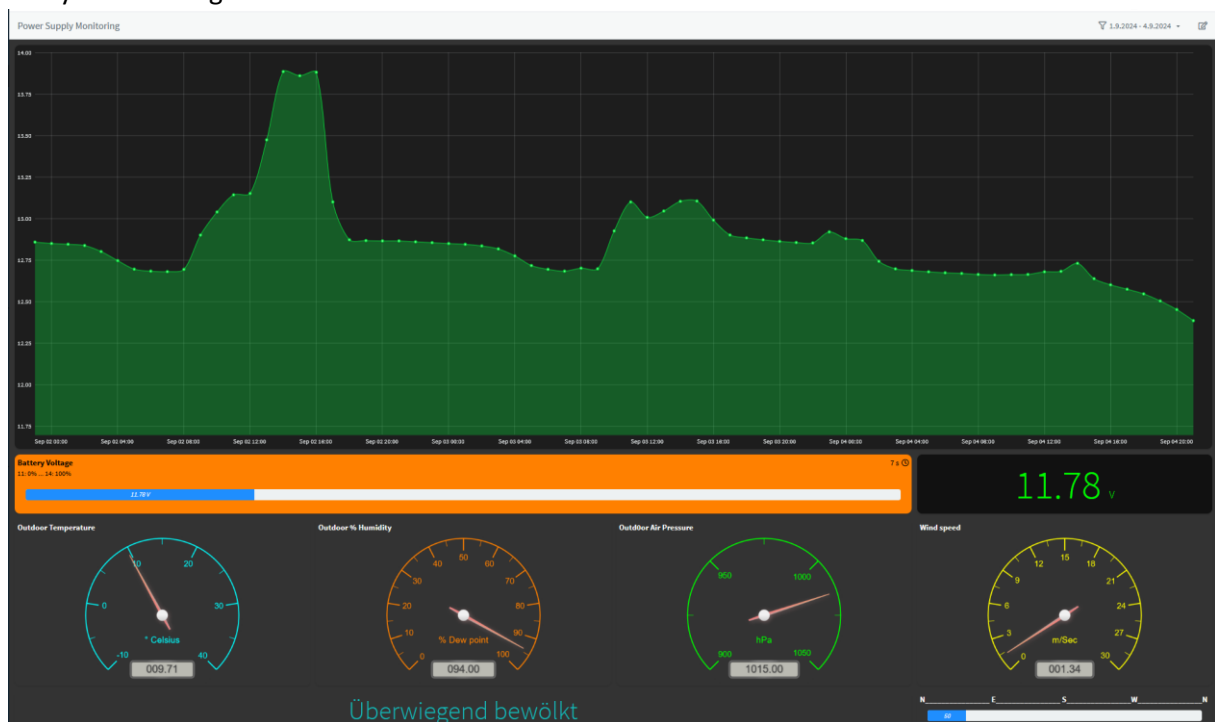 Power Supply Monitoring
1.9.2024 - 4.9.2024
14.00
13.75
13.50
13.25
13.00
12.75
12.50
12.25
12.00
11.75
Sep 02 00:00 Sep 02 04:00 Sep 02 08:00 Sep 02 12:00 Sep 02 16:00 Sep 02 20:00 Sep 03 00:00 Sep 03 04:00 Sep 03 08:00 Sep 03 12:00 Sep 03 16:00 Sep 03 20:00 Sep 04 00:00 Sep 04 04:00 Sep 04 08:00 Sep 04 12:00 Sep 04 16:00 Sep 04 20:00
Battery Voltage
7 s
11: 0% ... 14: 100%
11.78 V
11.78 V
Outdoor Temperature
-10 0 10 20 30 40
° Celsius
009.71
Outdoor % Humidity
0 10 20 30 40 50 60 70 80 90 100
% Dew point
094.00
Outd0or Air Pressure
900 950 1000 1050
hPa
1015.00
Wind speed
0 3 6 9 12 15 18 21 24 27 30
m/Sec
001.34
Überwiegend bewölkt
N__________E__________S__________W__________N